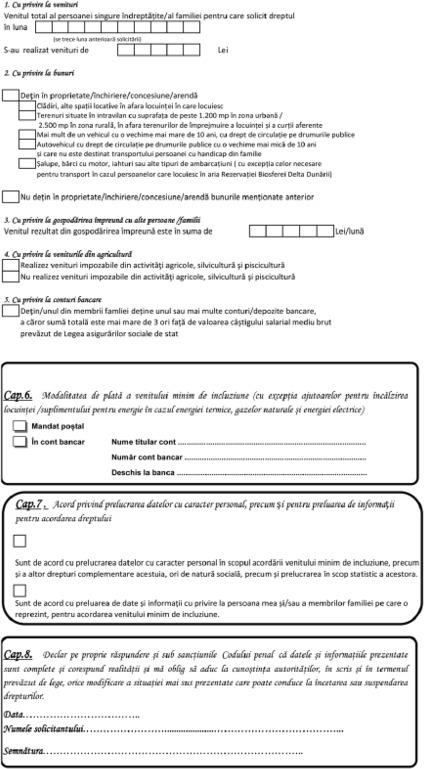 1. Cu privire la venituri
Venitul total al persoanei singure îndreptățite/al familiei pentru care solicit dreptul
în luna
(se trece luna anterioară solicitării)
S-au realizat venituri de Lei
2. Cu privire la bunuri
Dețin în proprietate/închiriere/concesiune/arendă
Clădiri, alte spații locative în afara locuinței în care locuiesc
Terenuri situate în intravilan cu suprafața de peste 1.200 mp în zona urbană /
2.500 mp în zona rurală, în afara terenurilor de împrejmuire a locuinței și a curții aferente
Mai mult de un vehicul cu o vechime mai mare de 10 ani, cu drept de circulație pe drumurile publice
Autovehicul cu drept de circulație pe drumurile publice cu o vechime mai mică de 10 ani
și care nu este destinat transportului persoanei cu handicap din familie
Șalupe, bărci cu motor, iahturi sau alte tipuri de ambarcațiuni ( cu excepția celor necesare
pentru transport în cazul persoanelor care locuiesc în aria Rezervației Biosferei Delta Dunării)
Nu dețin în proprietate/închiriere/concesiune/arendă bunurile menționate anterior
3. Cu privire la gospodărirea împreună cu alte persoane /familii
Venitul rezultat din gospodărirea împreună este în suma de Lei/lună
4. Cu privire la veniturile din agricultură
Realizez venituri impozabile din activități agricole, silvicultură și piscicultură
Nu realizez venituri impozabile din activități agricole, silvicultură și piscicultură
5. Cu privire la conturi bancare
Dețin/unul din membrii famliei deține unul sau mai multe conturi/depozite bancare,
a căror sumă totală este mai mare de 3 ori față de valoarea câștigului salarial mediu brut
prevăzut de Legea asigurărilor sociale de stat
Cap.6. Modalitatea de plată a venitului minim de incluziune (cu excepția ajutoarelor pentru încălzirea
locuinței /suplimentului pentru energie în cazul energiei termice, gazelor naturale și energiei electrice)
Mandat poștal
În cont bancar Nume titular cont ..............................................................
Număr cont bancar ..............................................................
Deschis la banca ..............................................................
Cap.7 . Acord privind prelucrarea datelor cu caracter personal, precum și pentru preluarea de informații
pentru acordarea dreptului
Sunt de acord cu prelucrarea datelor cu caracter personal în scopul acordării venitului minim de incluziune, precum
și a altor drepturi complementare acestuia, ori de natură socială, precum și prelucrarea în scop statistic a acestora.
Sunt de acord cu preluarea de date și informații cu privire la persoana mea și/sau a membrilor familiei pe care o
reprezint, pentru acordarea venitului minim de incluziune.
Cap.8. Declar pe proprie răspundere și sub sancțiunile Codului penal că datele și informațiile prezentate
sunt complete și corespund realității și mă oblig să aduc la cunoștința autorităților, în scris și în termenul
prevăzut de lege, orice modificare a situației mai sus prezentate care poate conduce la încetarea sau suspendarea
drepturilor.
Data……………………………..
Numele solicitantului……………………...................………………………………...
Semnătura……………………………………………………………………..